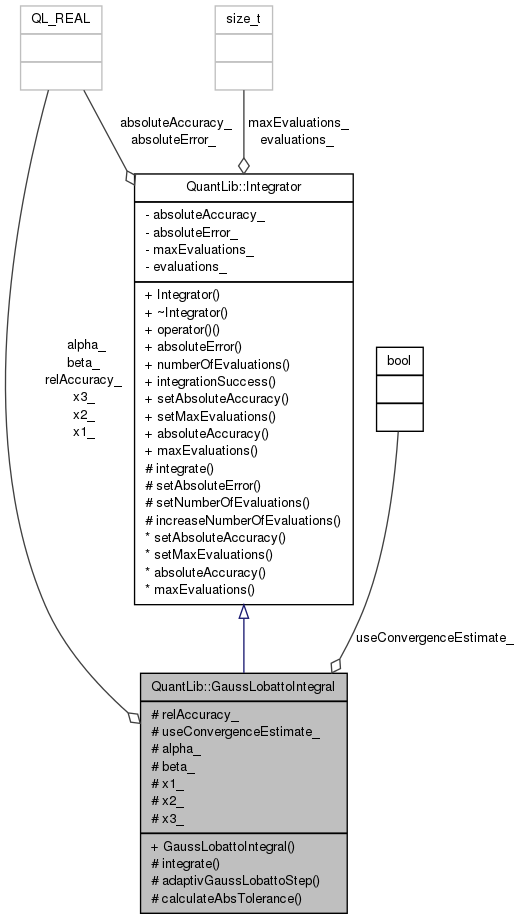 QL_REAL
size_t
absoluteAccuracy_
absoluteError_
maxEvaluations_
evaluations_
QuantLib::Integrator
- absoluteAccuracy_
- absoluteError_
- maxEvaluations_
- evaluations_
+ Integrator()
+ ~Integrator()
+ operator()()
+ absoluteError()
+ numberOfEvaluations()
+ integrationSuccess()
+ setAbsoluteAccuracy()
+ setMaxEvaluations()
+ absoluteAccuracy()
+ maxEvaluations()
# integrate()
# setAbsoluteError()
# setNumberOfEvaluations()
# increaseNumberOfEvaluations()
* setAbsoluteAccuracy()
* setMaxEvaluations()
* absoluteAccuracy()
* maxEvaluations()
alpha_
beta_
relAccuracy_
x3_
x2_
x1_
bool
useConvergenceEstimate_
QuantLib::GaussLobattoIntegral
# relAccuracy_
# useConvergenceEstimate_
# alpha_
# beta_
# x1_
# x2_
# x3_
+ GaussLobattoIntegral()
# integrate()
# adaptivGaussLobattoStep()
# calculateAbsTolerance()